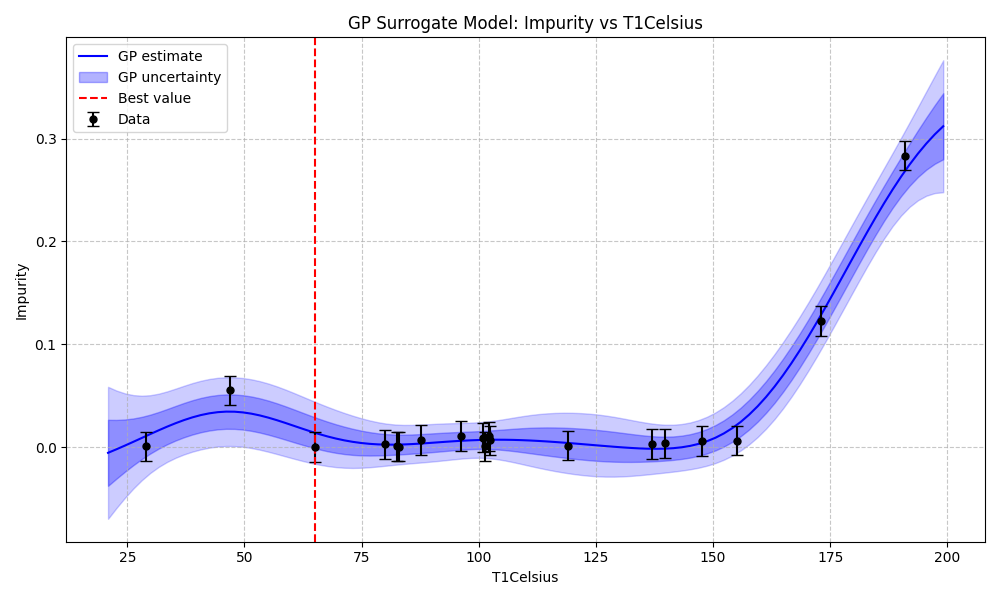 GP Surrogate Model: Impurity vs T1Celsius
GP estimate
GP uncertainty
Best value
Data
Impurity
0.3
0.2
0.1
0.0
25
50
75
100
125
150
175
200
T1Celsius